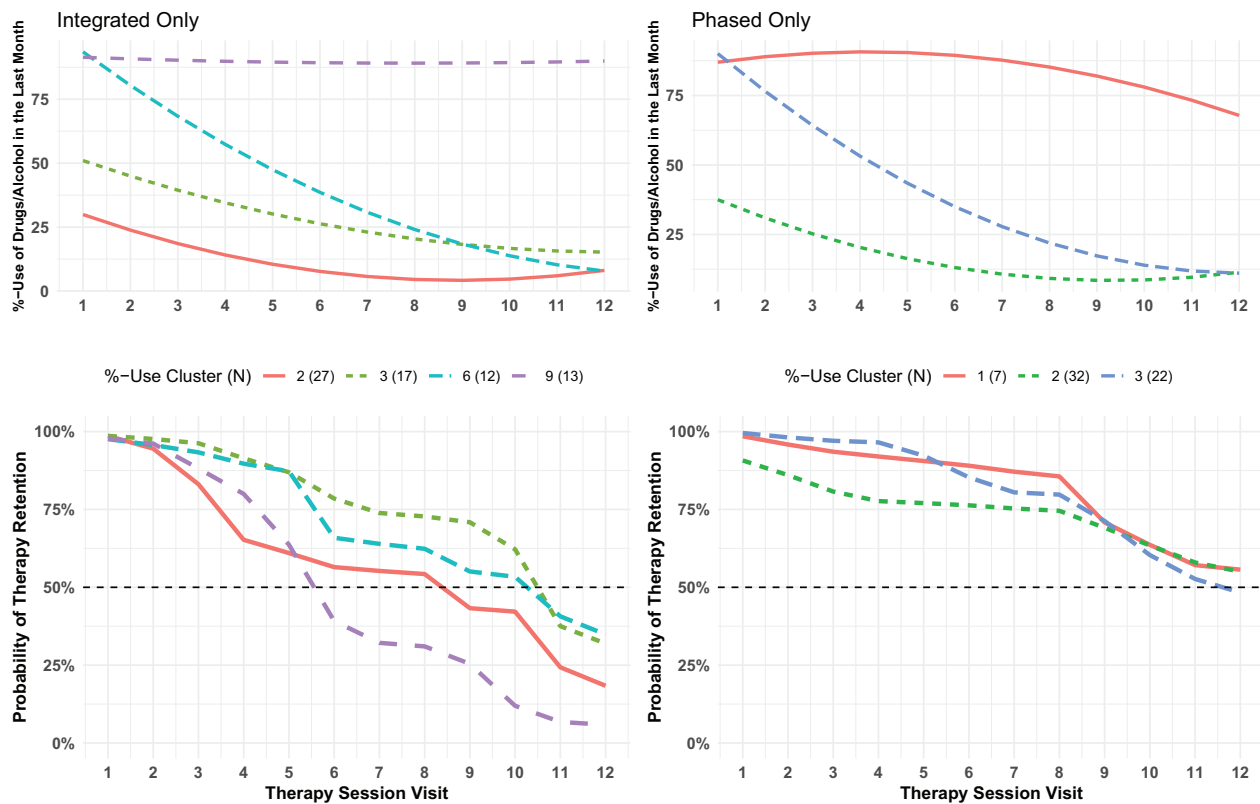 Integrated Only
Phased Only
%−Use of Drugs/Alcohol in the Last Month
75
50
25
0
1 2 3 4 5 6 7 8 9 10 11 12
%−Use of Drugs/Alcohol in the Last Month
75
50
25
1 2 3 4 5 6 7 8 9 10 11 12
%−Use Cluster (N) 2 (27) 3 (17) 6 (12) 9 (13)
%−Use Cluster (N) 1 (7) 2 (32) 3 (22)
Probability of Therapy Retention
100%
75%
50%
25%
0%
1 2 3 4 5 6 7 8 9 10 11 12
Therapy Session Visit
Probability of Therapy Retention
100%
75%
50%
25%
0%
1 2 3 4 5 6 7 8 9 10 11 12
Therapy Session Visit